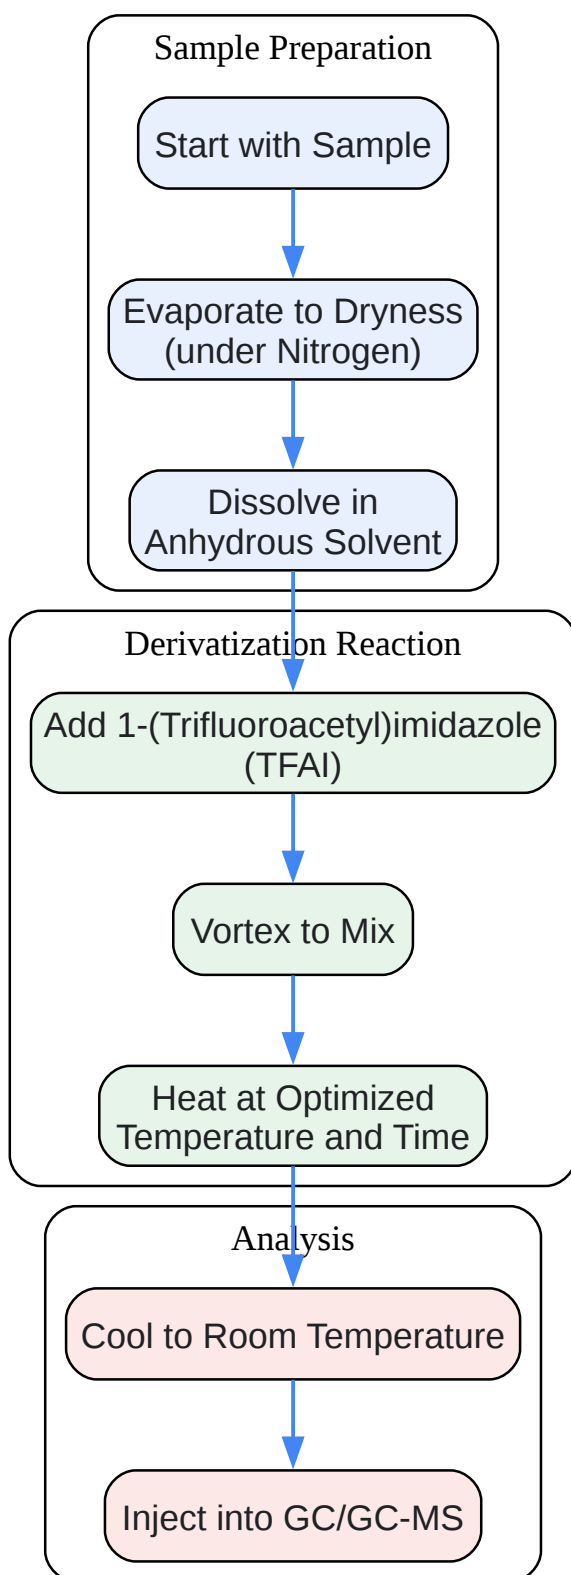 Sample Preparation
Start with Sample
Evaporate to Dryness
(under Nitrogen)
Dissolve in
Anhydrous Solvent
Derivatization Reaction
Add 1-(Trifluoroacetyl)imidazole
(TFAI)
Vortex to Mix
Heat at Optimized
Temperature and Time
Analysis
Cool to Room Temperature
Inject into GC/GC-MS